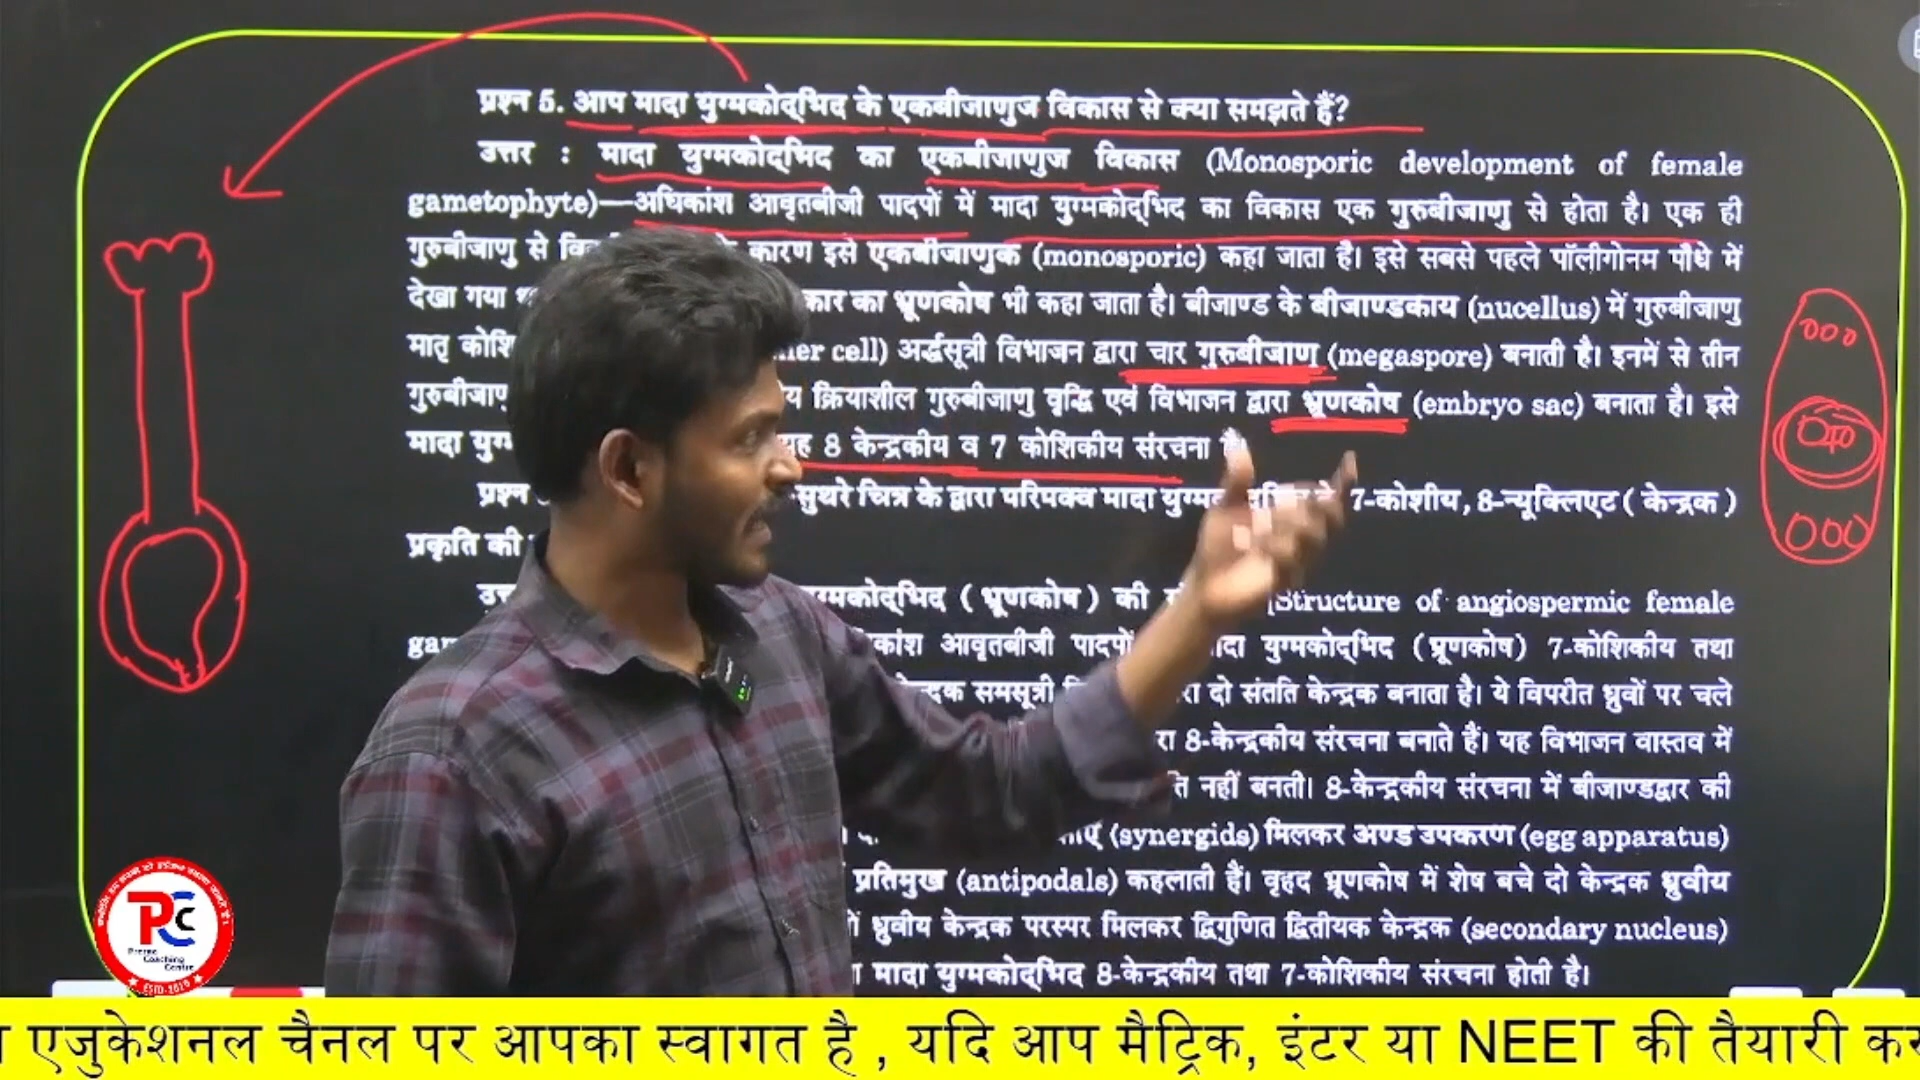 प्रश्न 5. आप मादा युग्मकोद्भिद के एकबीजाणुज विकास से क्या समझते हैं?
उत्तर : मादा युग्मकोद्भिद का एकबीजाणुज विकास (Monosporic development of female
gametophyte)—अधिकांश आवृतबीजी पादपों में मादा युग्मकोद्भिद का विकास एक गुरुबीजाणु से होता है। एक ही
गुरुबीजाणु से कारण इसे एकबीजाणुक (monosporic) कहा जाता है। इसे सबसे पहले पॉलीगोनम पौधे में
देखा गया कार का भ्रूणकोष भी कहा जाता है। बीजाण्ड के बीजाण्डकाय (nucellus) में गुरुबीजाणु
मातृ cell) अर्द्धसूत्री विभाजन द्वारा चार गुरुबीजाणु (megaspore) बनाती है। इनमें से तीन
क्रियाशील गुरुबीजाणु वृद्धि एवं विभाजन द्वारा भ्रूणकोष (embryo sac) बनाता है। इसे
मादा 8 केन्द्रकीय व 7 कोशिकीय संरचना
प्रश्न सुथरे चित्र के द्वारा परिपक्व मादा 7-कोशीय, 8-न्यूक्लिएट ( केन्द्रक )
प्रकृति की
(भ्रूणकोष) की [Structure of angiospermic female
आवृतबीजी पादपों युग्मकोद्भिद (भ्रूणकोष) 7-कोशिकीय तथा
समसूत्री दो संतति केन्द्रक बनाता है। ये विपरीत ध्रुवों पर चले
8-केन्द्रकीय संरचना बनाते हैं। यह विभाजन वास्तव में
नहीं बनती। 8-केन्द्रकीय संरचना में बीजाण्डद्वार की
(synergids) मिलकर अण्ड उपकरण (egg apparatus)
प्रतिमुख (antipodals) कहलाती हैं। वृहद भ्रूणकोष में शेष बचे दो केन्द्रक ध्रुवीय
ध्रुवीय केन्द्रक परस्पर मिलकर द्विगुणित द्वितीयक केन्द्रक (secondary nucleus)
मादा युग्मकोद्भिद 8-केन्द्रकीय तथा 7-कोशिकीय संरचना होती है।
PCC
Coaching
Centre
ESTD-2019
एजुकेशनल चैनल पर आपका स्वागत है , यदि आप मैट्रिक, इंटर या NEET की तैयारी